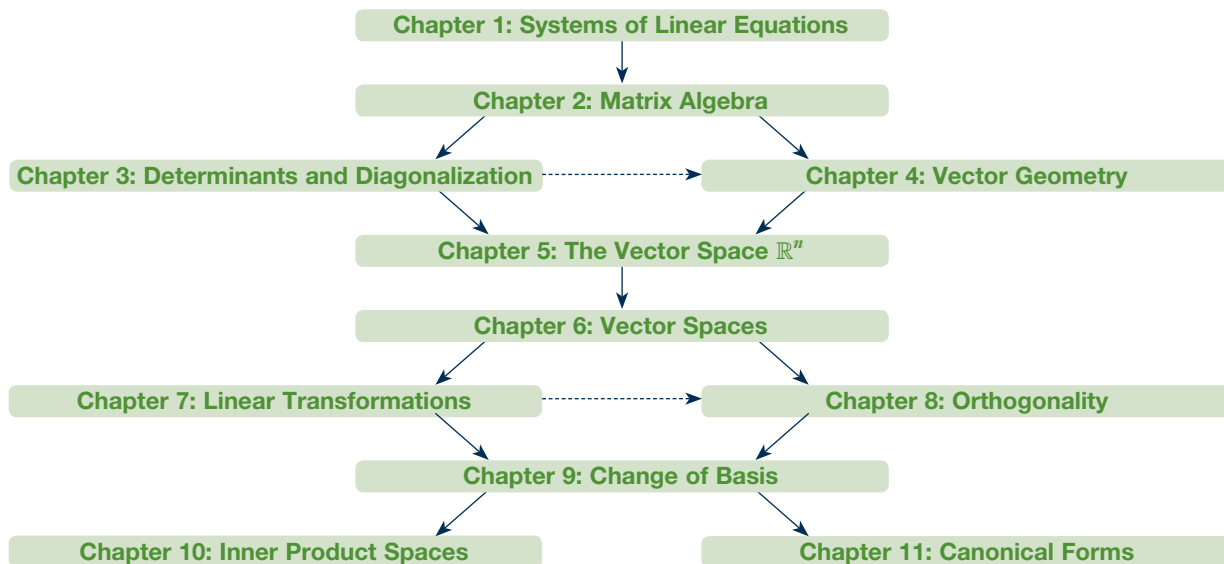 Chapter 1: Systems of Linear Equations
Chapter 2: Matrix Algebra
Chapter 3: Determinants and Diagonalization
Chapter 4: Vector Geometry
Chapter 5: The Vector Space ℝⁿ
Chapter 6: Vector Spaces
Chapter 7: Linear Transformations
Chapter 8: Orthogonality
Chapter 9: Change of Basis
Chapter 10: Inner Product Spaces
Chapter 11: Canonical Forms